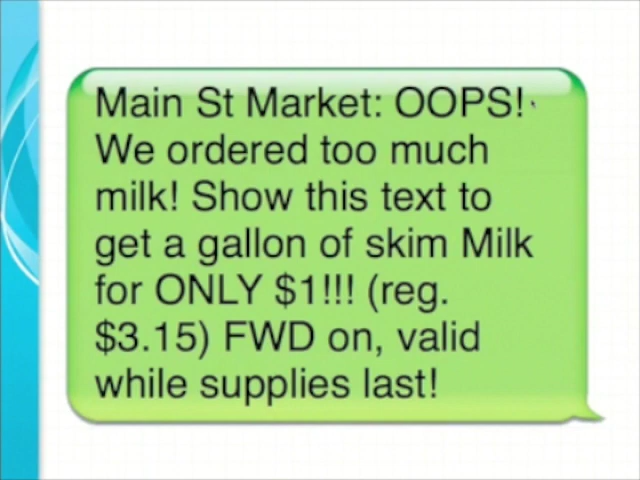 Main St Market: OOPS!
We ordered too much
milk! Show this text to
get a gallon of skim Milk
for ONLY $1!!! (reg.
$3.15) FWD on, valid
while supplies last!